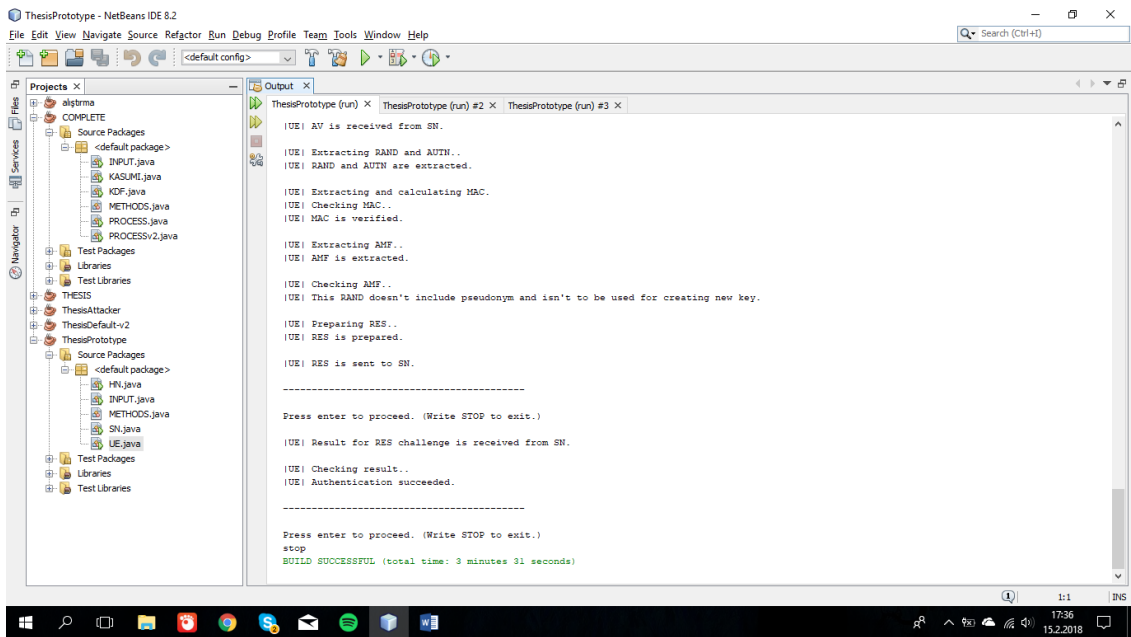 ThesisPrototype - NetBeans IDE 8.2
File Edit View Navigate Source Refactor Run Debug Profile Team Tools Window Help
Search (Ctrl+I)
<default config>
Projects
Output
Files
Services
Navigator
ThesisPrototype (run) ThesisPrototype (run) #2 ThesisPrototype (run) #3
alıştırma
COMPLETE
Source Packages
<default package>
INPUT.java
KASUMI.java
KDF.java
METHODS.java
PROCESS.java
PROCESSv2.java
Test Packages
Libraries
Test Libraries
THESIS
ThesisAttacker
ThesisDefault-v2
ThesisPrototype
Source Packages
<default package>
HN.java
INPUT.java
METHODS.java
SN.java
UE.java
Test Packages
Libraries
Test Libraries
|UE| AV is received from SN.
|UE| Extracting RAND and AUTN..
|UE| RAND and AUTN are extracted.
|UE| Extracting and calculating MAC.
|UE| Checking MAC..
|UE| MAC is verified.
|UE| Extracting AMF..
|UE| AMF is extracted.
|UE| Checking AMF..
|UE| This RAND doesn't include pseudonym and isn't to be used for creating new key.
|UE| Preparing RES..
|UE| RES is prepared.
|UE| RES is sent to SN.
------------------------------------------
Press enter to proceed. (Write STOP to exit.)
|UE| Result for RES challenge is received from SN.
|UE| Checking result..
|UE| Authentication succeeded.
------------------------------------------
Press enter to proceed. (Write STOP to exit.)
stop
BUILD SUCCESSFUL (total time: 3 minutes 31 seconds)
1
1:1
INS
17:36
15.2.2018